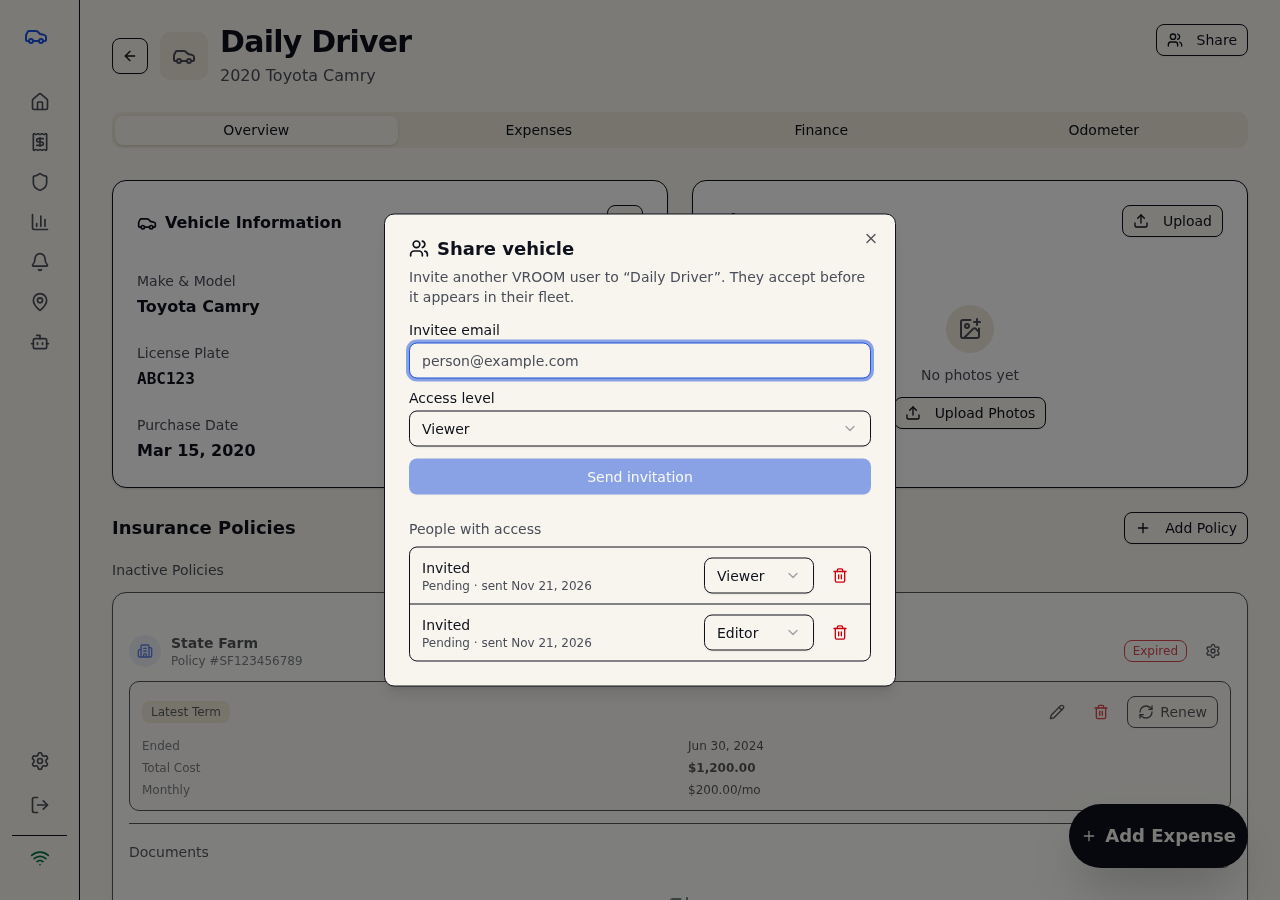 Daily Driver
2020 Toyota Camry
Share
Overview
Expenses
Finance
Odometer
Vehicle Information
Upload
Make & Model
Toyota Camry
License Plate
ABC123
Purchase Date
Mar 15, 2020
No photos yet
Upload Photos
Share vehicle
Invite another VROOM user to “Daily Driver”. They accept before
it appears in their fleet.
Invitee email
person@example.com
Access level
Viewer
Send invitation
People with access
Invited
Pending · sent Nov 21, 2026
Viewer
Invited
Pending · sent Nov 21, 2026
Editor
Insurance Policies
Add Policy
Inactive Policies
State Farm
Policy #SF123456789
Expired
Latest Term
Renew
Ended
Jun 30, 2024
Total Cost
$1,200.00
Monthly
$200.00/mo
Add Expense
Documents